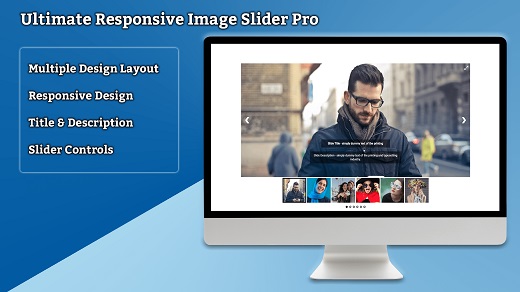 Ultimate Responsive Image Slider Pro
Multiple Design Layout
Responsive Design
Title & Description
Slider Controls
Slide Title - simply dummy text of the printing
Slide Description - simply dummy text of the printing and typesetting
industry